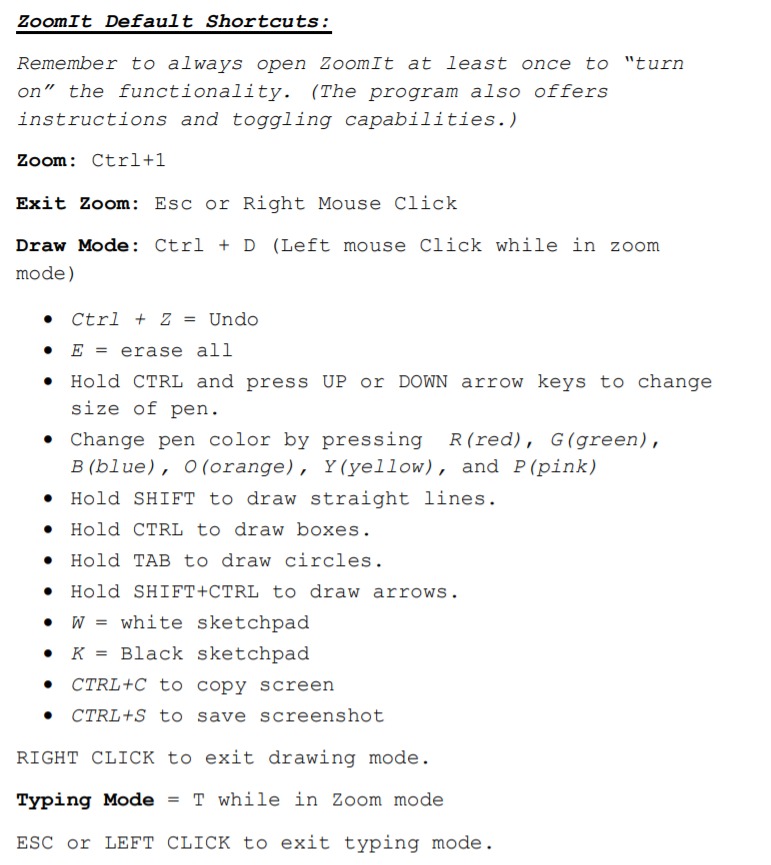 ZoomIt Default Shortcuts:
Remember to always open ZoomIt at least once to “turn
on” the functionality. (The program also offers
instructions and toggling capabilities.)
Zoom: Ctrl+1
Exit Zoom: Esc or Right Mouse Click
Draw Mode: Ctrl + D (Left mouse Click while in zoom
mode)
• Ctrl + Z = Undo
• E = erase all
• Hold CTRL and press UP or DOWN arrow keys to change
size of pen.
• Change pen color by pressing R(red), G(green),
B(blue), O(orange), Y(yellow), and P(pink)
• Hold SHIFT to draw straight lines.
• Hold CTRL to draw boxes.
• Hold TAB to draw circles.
• Hold SHIFT+CTRL to draw arrows.
• W = white sketchpad
• K = Black sketchpad
• CTRL+C to copy screen
• CTRL+S to save screenshot
RIGHT CLICK to exit drawing mode.
Typing Mode = T while in Zoom mode
ESC or LEFT CLICK to exit typing mode.